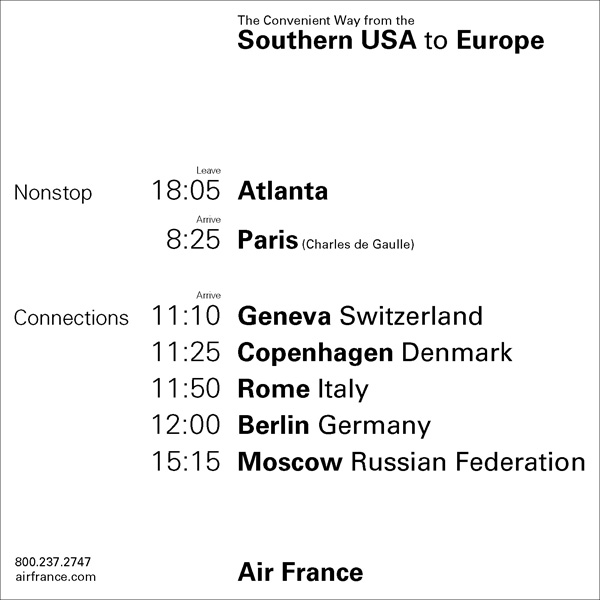 The Convenient Way from the
Southern USA to Europe
Leave
Nonstop 18:05 Atlanta
Arrive
8:25 Paris (Charles de Gaulle)
Arrive
Connections 11:10 Geneva Switzerland
11:25 Copenhagen Denmark
11:50 Rome Italy
12:00 Berlin Germany
15:15 Moscow Russian Federation
800.237.2747
airfrance.com
Air France